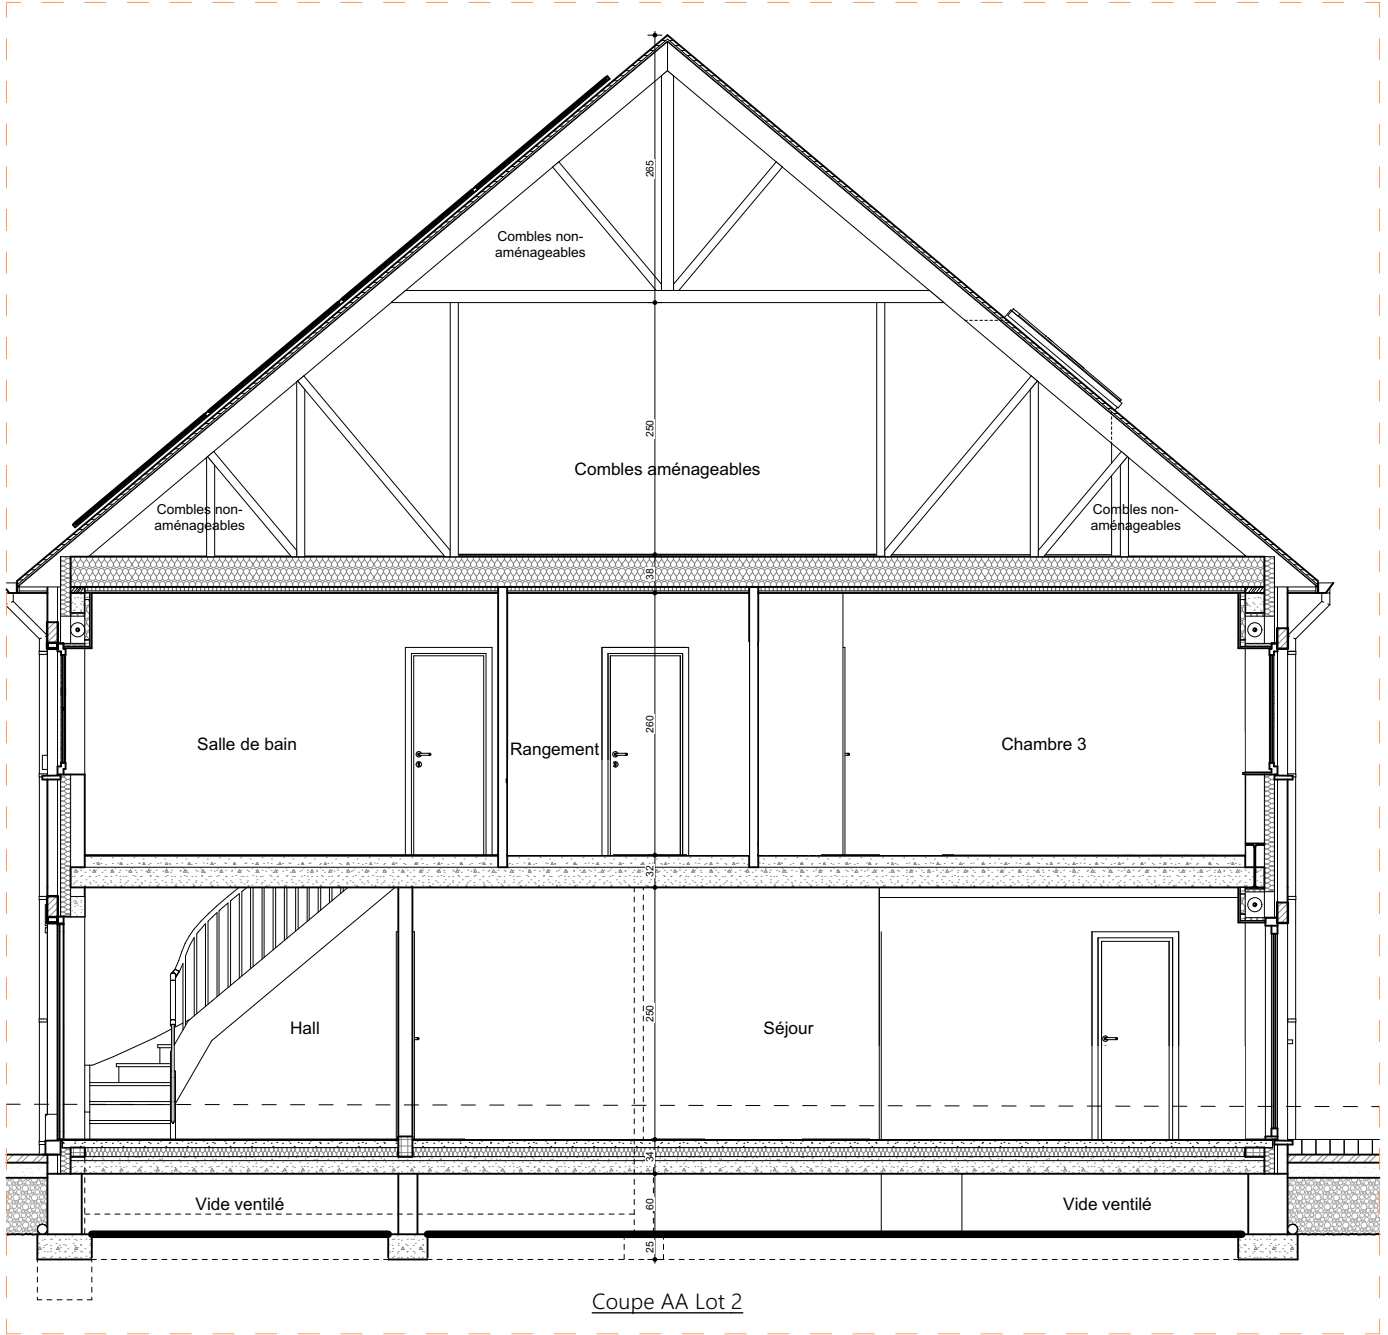 265
Combles non-
aménageables
250
Combles aménageables
Combles non-
aménageables
Combles non-
aménageables
38
260
Salle de bain
Rangement
Chambre 3
32
250
Hall
Séjour
34
Vide ventilé
60
Vide ventilé
25
Coupe AA Lot 2